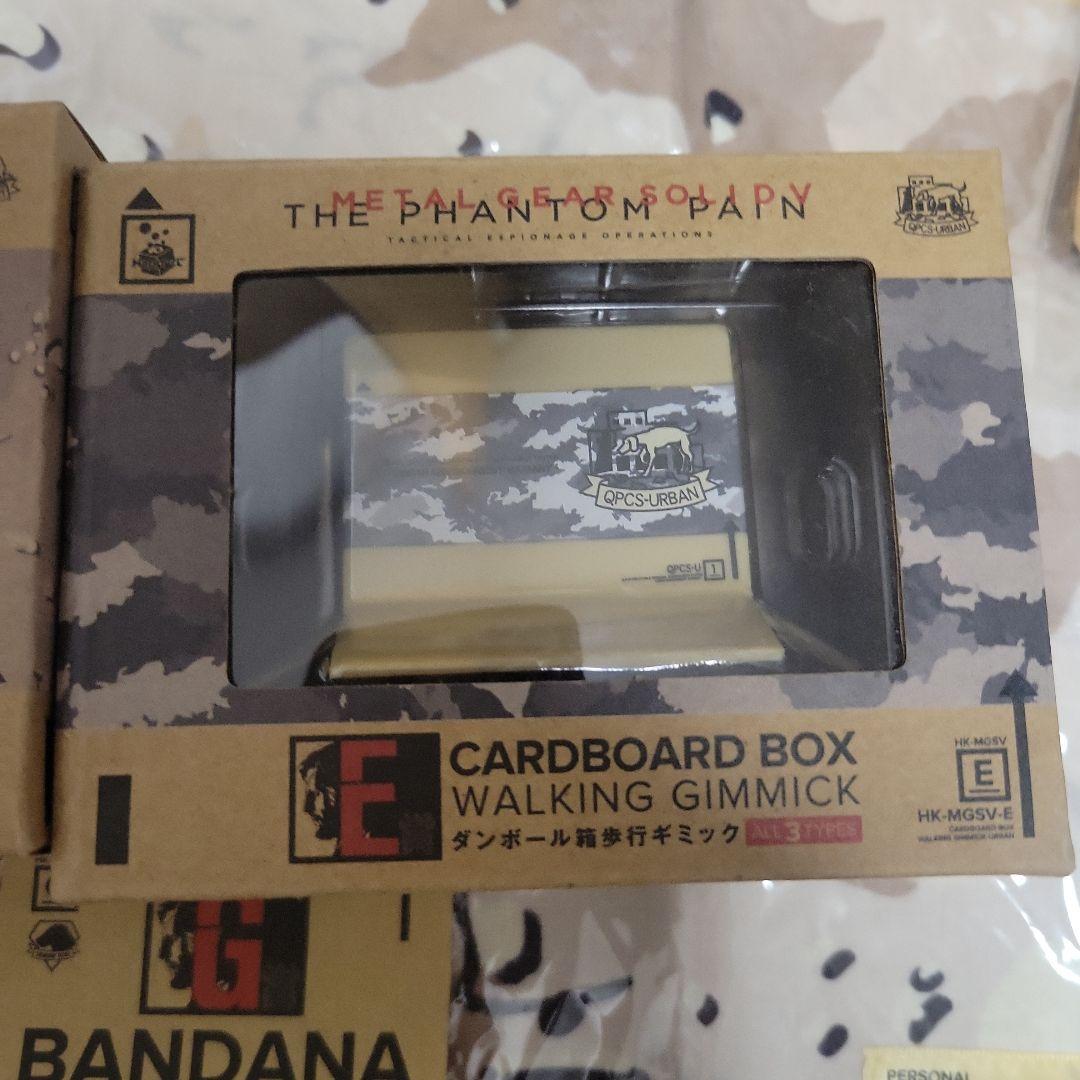 METAL GEAR SOLID V
THE PHANTOM PAIN
TACTICAL ESPIONAGE OPERATIONS
QPCS-URBAN
QPCS-URBAN
QPCS-U 1
E
CARDBOARD BOX
WALKING GIMMICK
ダンボール箱歩行ギミック ALL 3 TYPES
HK-MGSV
E
HK-MGSV-E
CARDBOARD BOX
WALKING GIMMICK-URBAN
G
BANDANA
PERSONAL